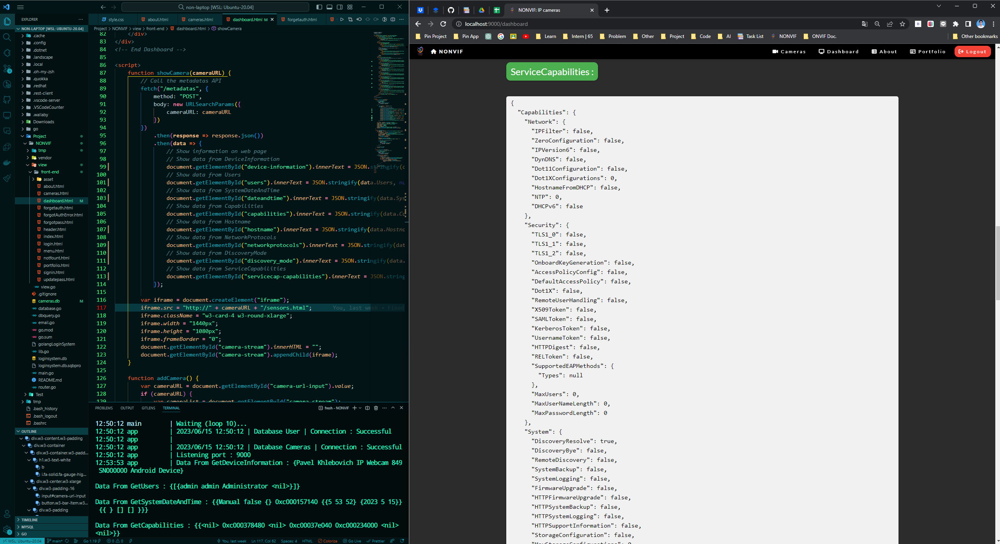 non-laptop [WSL: Ubuntu-20.04]
EXPLORER
NON-LAPTOP [WSL: UBUNTU-20.04]
.cache
.config
.dotnet
.landscape
.local
.oh-my-zsh
.quokka
.redhat
.rest-client
.vscode-server
.VSCodeCounter
.wallaby
Downloads
go
Project
NONVIF
tmp
vendor
view
front-end
asset
about.html
cameras.html
dashboard.html M
forgetauth.html
forgotAuthError.html
forgotpass.html
header.html
index.html
login.html
menu.html
notfount.html
portfolio.html
signin.html
updatepass.html
view.go
.gitignore
cameras.db M
database.go
dbquery.go
email.go
go.mod
go.sum
golangLoginSystem
lib.go
loginsystem.db
loginsystem.db.sqbpro
main.go
README.md
router.go
Test
tmp
.bash_history
.bash_logout
.bashrc
OUTLINE
div.w3-content.w3-padding
div.w3-container
div.w3-container.w3-padd...
h1.w3-text-white
b
i.fa-solid.fa-gauge-hig...
div.w3-center.w3-xlarge
div.w3-padding-16
input#camera-url-input
button.w3-bar-item.w3...
div.w3-padding
TIMELINE
MYSQL
GO
style.css about.html cameras.html dashboard.html M forgetauth.html
Project > NONVIF > view > front-end > dashboard.html > showCamera
82 </div>
83 </div>
84 <!-- End Dashboard -->
85
86 <script>
87 function showCamera(cameraURL) {
88 // Call the metadatas API
89 fetch("/metadatas", {
90 method: "POST",
91 body: new URLSearchParams({
92 cameraURL: cameraURL
93 })
94 })
95 .then(response => response.json())
96 .then(data => {
97 // Show information on web page
98 // Show data from DeviceInformation
99 document.getElementById("device-information").innerText = JSON.stringify(
100 // Show data from Users
101 document.getElementById("users").innerText = JSON.stringify(data.Users, nu
102 // Show data from SystemDateAndTime
103 document.getElementById("dateandtime").innerText = JSON.stringify(data.Sys
104 // Show data from Capabilities
105 document.getElementById("capabilities").innerText = JSON.stringify(data.Co
106 // Show data from Hostname
107 document.getElementById("hostname").innerText = JSON.stringify(data.Hostna
108 // Show data from NetworkProtocols
109 document.getElementById("networkprotocols").innerText = JSON.stringify(dat
110 // Show data from DiscoveryMode
111 document.getElementById("discovery_mode").innerText = JSON.stringify(data.
112 // Show data from ServiceCapabilities
113 document.getElementById("servicecap-capabilities").innerText = JSON.string
114 });
115
116 var iframe = document.createElement("iframe");
117 iframe.src = "http://" + cameraURL + "/sensors.html"; You, last week • Fixed
118 iframe.className = "w3-card-4 w3-round-xlarge";
119 iframe.width = "1440px";
120 iframe.height = "1080px";
121 iframe.frameBorder = "0";
122 document.getElementById("camera-stream").innerHTML = "";
123 document.getElementById("camera-stream").appendChild(iframe);
124 }
125
126 function addCamera() {
127 var cameraURL = document.getElementById("camera-url-input").value;
128 if (cameraURL) {
129 var cameraList = document.getElementById("camera-stream");
PROBLEMS OUTPUT GITLENS TERMINAL fresh - NONVIF
12:50:12 main | Waiting (loop 10)...
12:50:12 app | 2023/06/15 12:50:12 | Database User | Connection : Successful
12:50:12 app |
12:50:12 app | 2023/06/15 12:50:12 | Database Cameras | Connection : Successful
12:50:12 app | Listening port : 9000
12:53:53 app | Data From GetDeviceInformation : {Pavel Khlebovich IP Webcam 849
SN000000 Android Device}
Data From GetUsers : {[{admin admin Administrator <nil>}]}
Data From GetSystemDateAndTime : {{Manual false {} 0xc000157140 {{5 53 52} {2023 5 15}}
{{ } [] [] }}}
Data From GetCapabilities : {{<nil> 0xc000378480 <nil> 0xc00037e040 0xc000234000 <nil>
<nil>}}
WSL: Ubuntu-20.04 main* Go 1.19 0 0 You, last week Ln 117, Col 62 Spaces: 4 HTML Colorize Go Live Prettier
NONVIF: IP cameras
localhost:9000/dashboard
Pin Project Pin App Learn Intern | 65 Problem Other Project Code AI Task List NONVIF ONVIF Doc. Other bookmarks
NONVIF Cameras Dashboard About Portfolio Logout
ServiceCapabilities :
{
"Capabilities": {
"Network": {
"IPFilter": false,
"ZeroConfiguration": false,
"IPVersion6": false,
"DynDNS": false,
"Dot11Configuration": false,
"Dot1XConfigurations": 0,
"HostnameFromDHCP": false,
"NTP": 0,
"DHCPv6": false
},
"Security": {
"TLS1_0": false,
"TLS1_1": false,
"TLS1_2": false,
"OnboardKeyGeneration": false,
"AccessPolicyConfig": false,
"DefaultAccessPolicy": false,
"Dot1X": false,
"RemoteUserHandling": false,
"X509Token": false,
"SAMLToken": false,
"KerberosToken": false,
"UsernameToken": false,
"HTTPDigest": false,
"RELToken": false,
"SupportedEAPMethods": {
"Types": null
},
"MaxUsers": 0,
"MaxUserNameLength": 0,
"MaxPasswordLength": 0
},
"System": {
"DiscoveryResolve": true,
"DiscoveryBye": false,
"RemoteDiscovery": false,
"SystemBackup": false,
"SystemLogging": false,
"FirmwareUpgrade": false,
"HTTPFirmwareUpgrade": false,
"HTTPSystemBackup": false,
"HTTPSystemLogging": false,
"HTTPSupportInformation": false,
"StorageConfiguration": false,